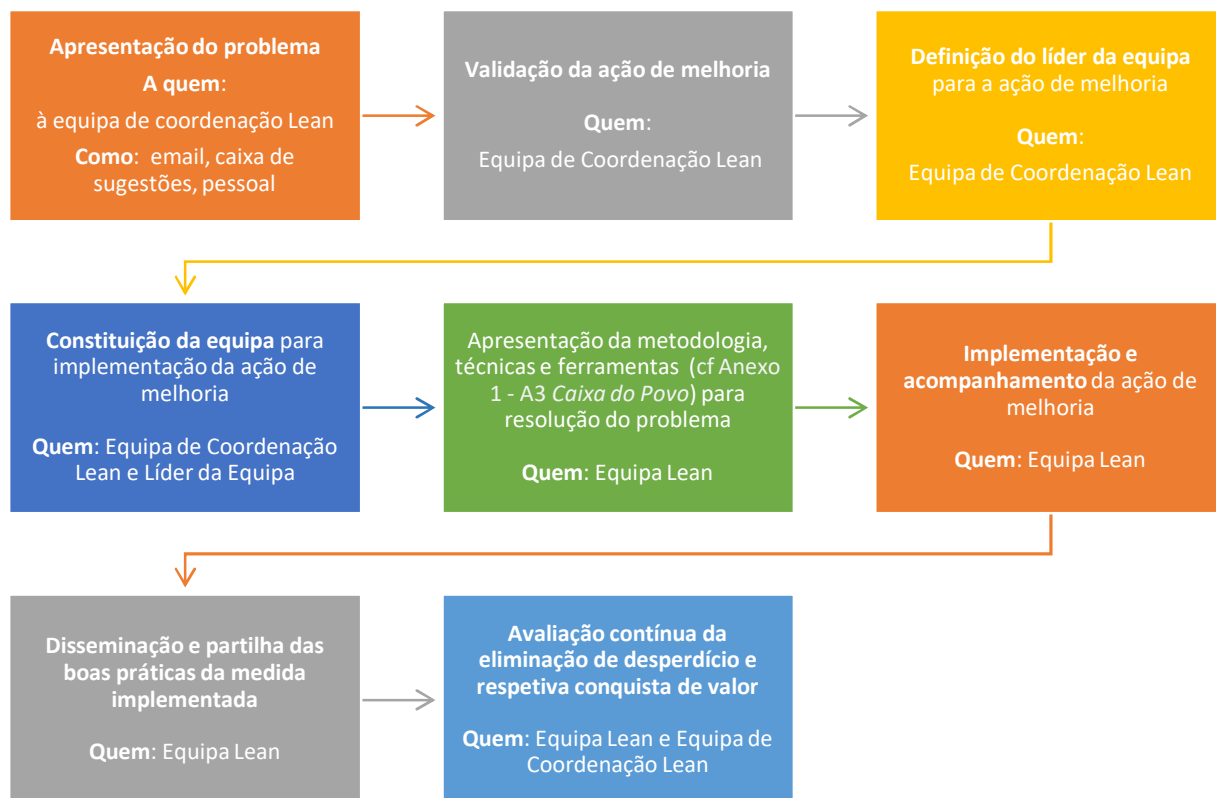 Apresentação do problema
A quem:
à equipa de coordenação Lean
Como: email, caixa de
sugestões, pessoal
Validação da ação de melhoria
Quem:
Equipa de Coordenação Lean
Definição do líder da equipa
para a ação de melhoria
Quem:
Equipa de Coordenação Lean
Constituição da equipa para
implementação da ação de
melhoria
Quem: Equipa de Coordenação
Lean e Líder da Equipa
Apresentação da metodologia,
técnicas e ferramentas (cf Anexo
1 - A3 Caixa do Povo) para
resolução do problema
Quem: Equipa Lean
Implementação e
acompanhamento da ação de
melhoria
Quem: Equipa Lean
Disseminação e partilha das
boas práticas da medida
implementada
Quem: Equipa Lean
Avaliação contínua da
eliminação de desperdício e
respetiva conquista de valor
Quem: Equipa Lean e Equipa de
Coordenação Lean